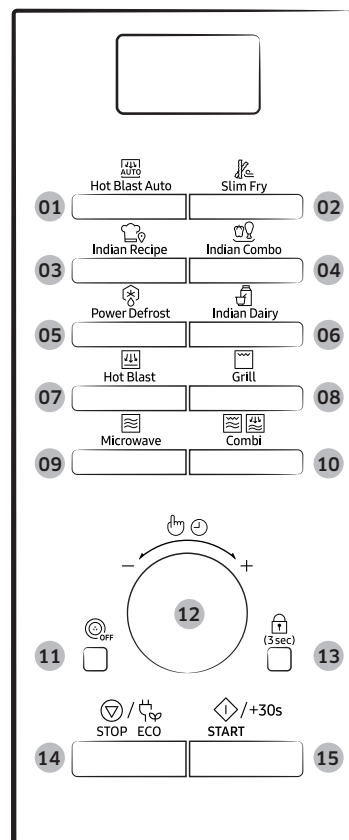 AUTO
Hot Blast Auto Slim Fry
01 02
Indian Recipe Indian Combo
03 04
Power Defrost Indian Dairy
05 06
Hot Blast Grill
07 08
Microwave Combi
09 10
− +
12
OFF (3 sec)
11 13
/ /+30s
STOP ECO START
14 15